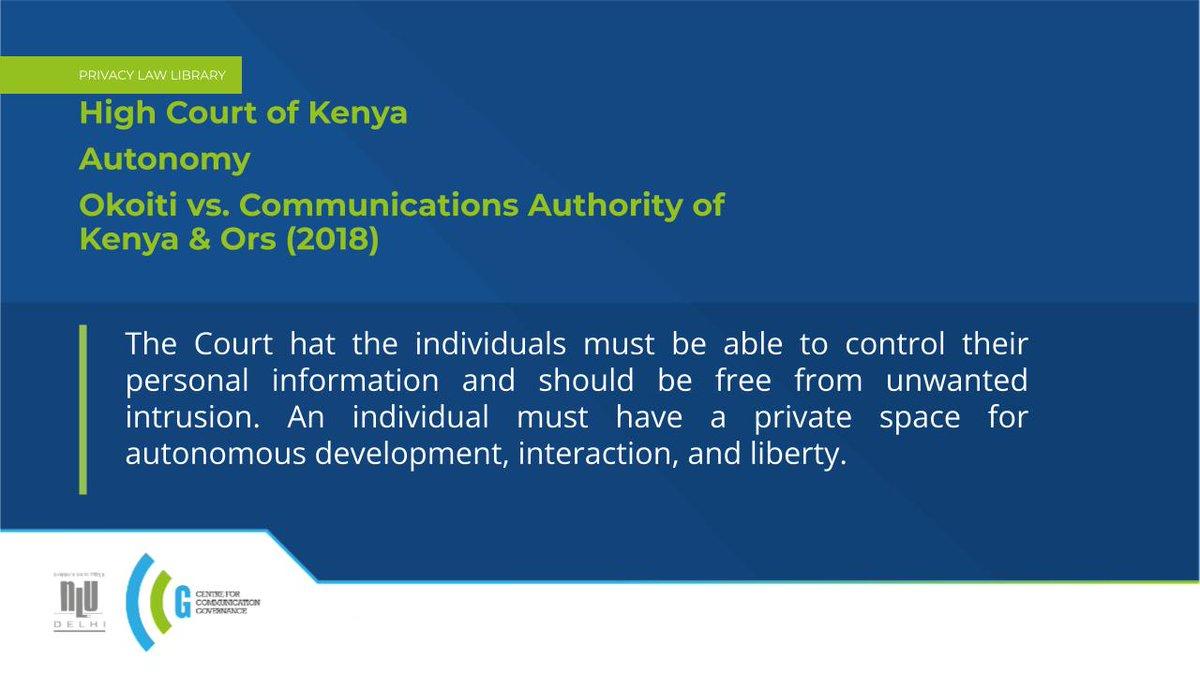 PRIVACY LAW LIBRARY
High Court of Kenya
Autonomy
Okoiti vs. Communications Authority of
Kenya & Ors (2018)
The Court hat the individuals must be able to control their
personal information and should be free from unwanted
intrusion. An individual must have a private space for
autonomous development, interaction, and liberty.
NLU
DELHI
G
CENTRE FOR
COMMUNICATION
GOVERNANCE